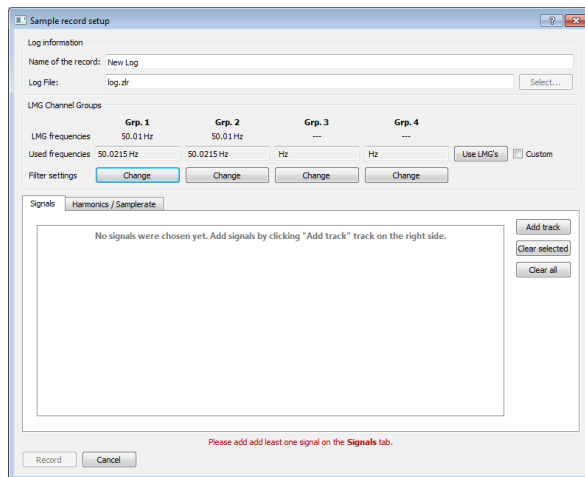 Sample record setup
Log information
Name of the record: New Log
Log File: log.zlr Select...
LMG Channel Groups
Grp. 1 Grp. 2 Grp. 3 Grp. 4
LMG frequencies 50.01 Hz 50.01 Hz --- ---
Used frequencies 50.0215 Hz 50.0215 Hz Hz Hz Use LMG's Custom
Filter settings Change Change Change Change
Signals Harmonics / Samplerate
No signals were chosen yet. Add signals by clicking "Add track" track on the right side.
Add track
Clear selected
Clear all
Please add add least one signal on the Signals tab.
Record Cancel